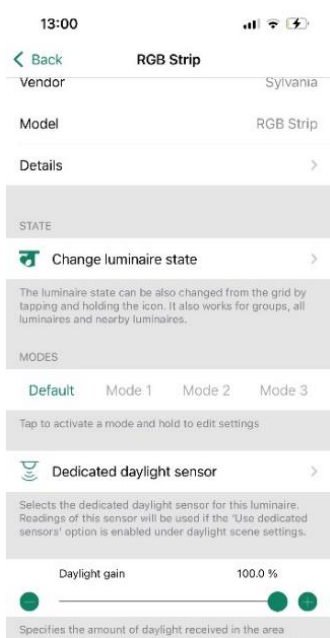 13:00
Back RGB Strip
Vendor Sylvania
Model RGB Strip
Details
STATE
Change luminaire state
The luminaire state can be also changed from the grid by
tapping and holding the icon. It also works for groups, all
luminaires and nearby luminaires.
MODES
Default Mode 1 Mode 2 Mode 3
Tap to activate a mode and hold to edit settings
Dedicated daylight sensor
Selects the dedicated daylight sensor for this luminaire.
Readings of this sensor will be used if the 'Use dedicated
sensors' option is enabled under daylight scene settings.
Daylight gain 100.0 %
Specifies the amount of daylight received in the area